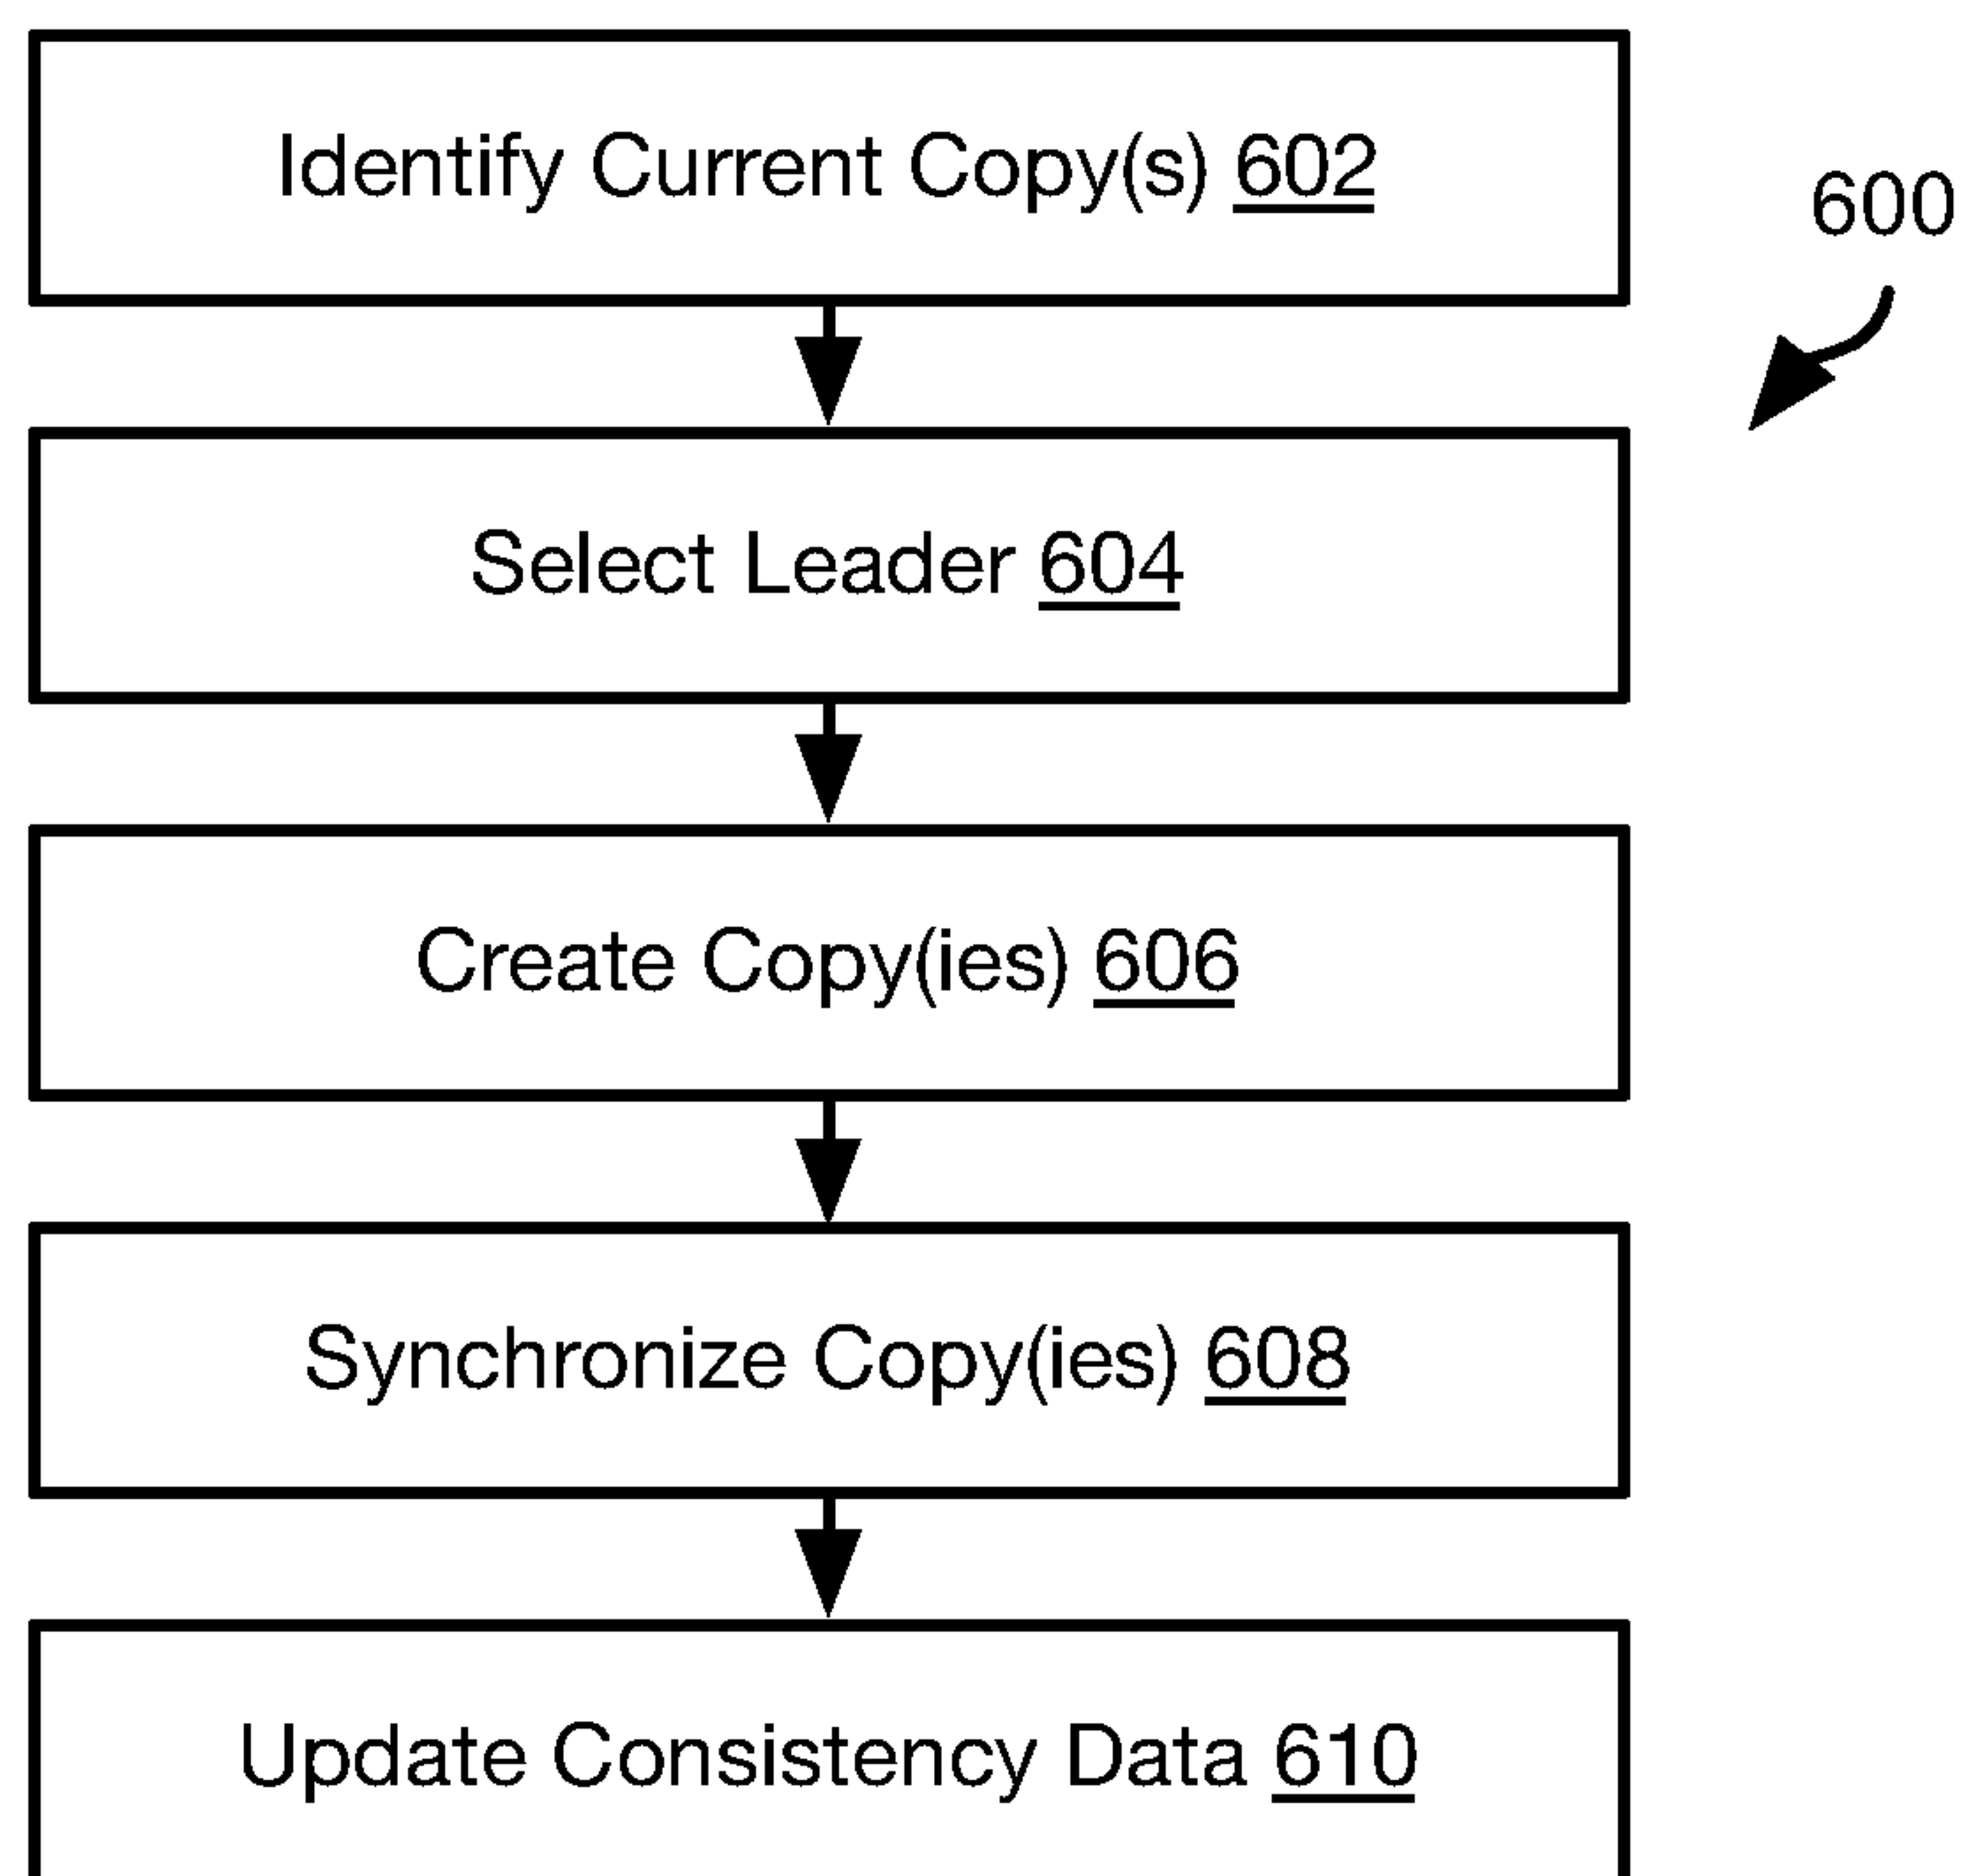 Identify Current Copy(s) 602
600
Select Leader 604
Create Copy(ies) 606
Synchronize Copy(ies) 608
Update Consistency Data 610